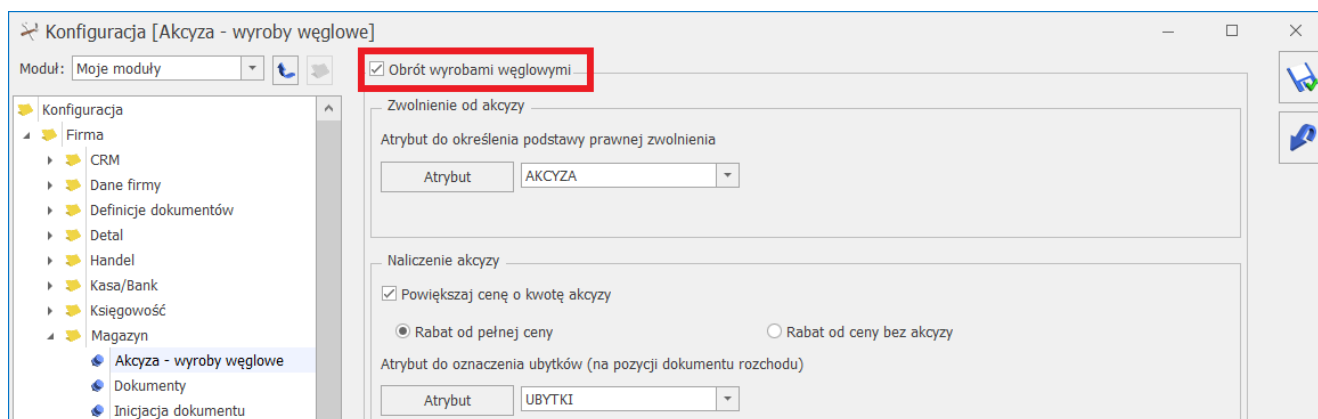 Konfiguracja [Akcyza - wyroby węglowe]
Moduł: Moje moduły
Obrót wyrobami węglowymi
Konfiguracja
Firma
CRM
Dane firmy
Definicje dokumentów
Detal
Handel
Kasa/Bank
Księgowość
Magazyn
Akcyza - wyroby węglowe
Dokumenty
Inicjacja dokumentu
Zwolnienie od akcyzy
Atrybut do określenia podstawy prawnej zwolnienia
Atrybut AKCYZA
Naliczenie akcyzy
Powiększaj cenę o kwotę akcyzy
Rabat od pełnej ceny Rabat od ceny bez akcyzy
Atrybut do oznaczenia ubytków (na pozycji dokumentu rozchodu)
Atrybut UBYTKI